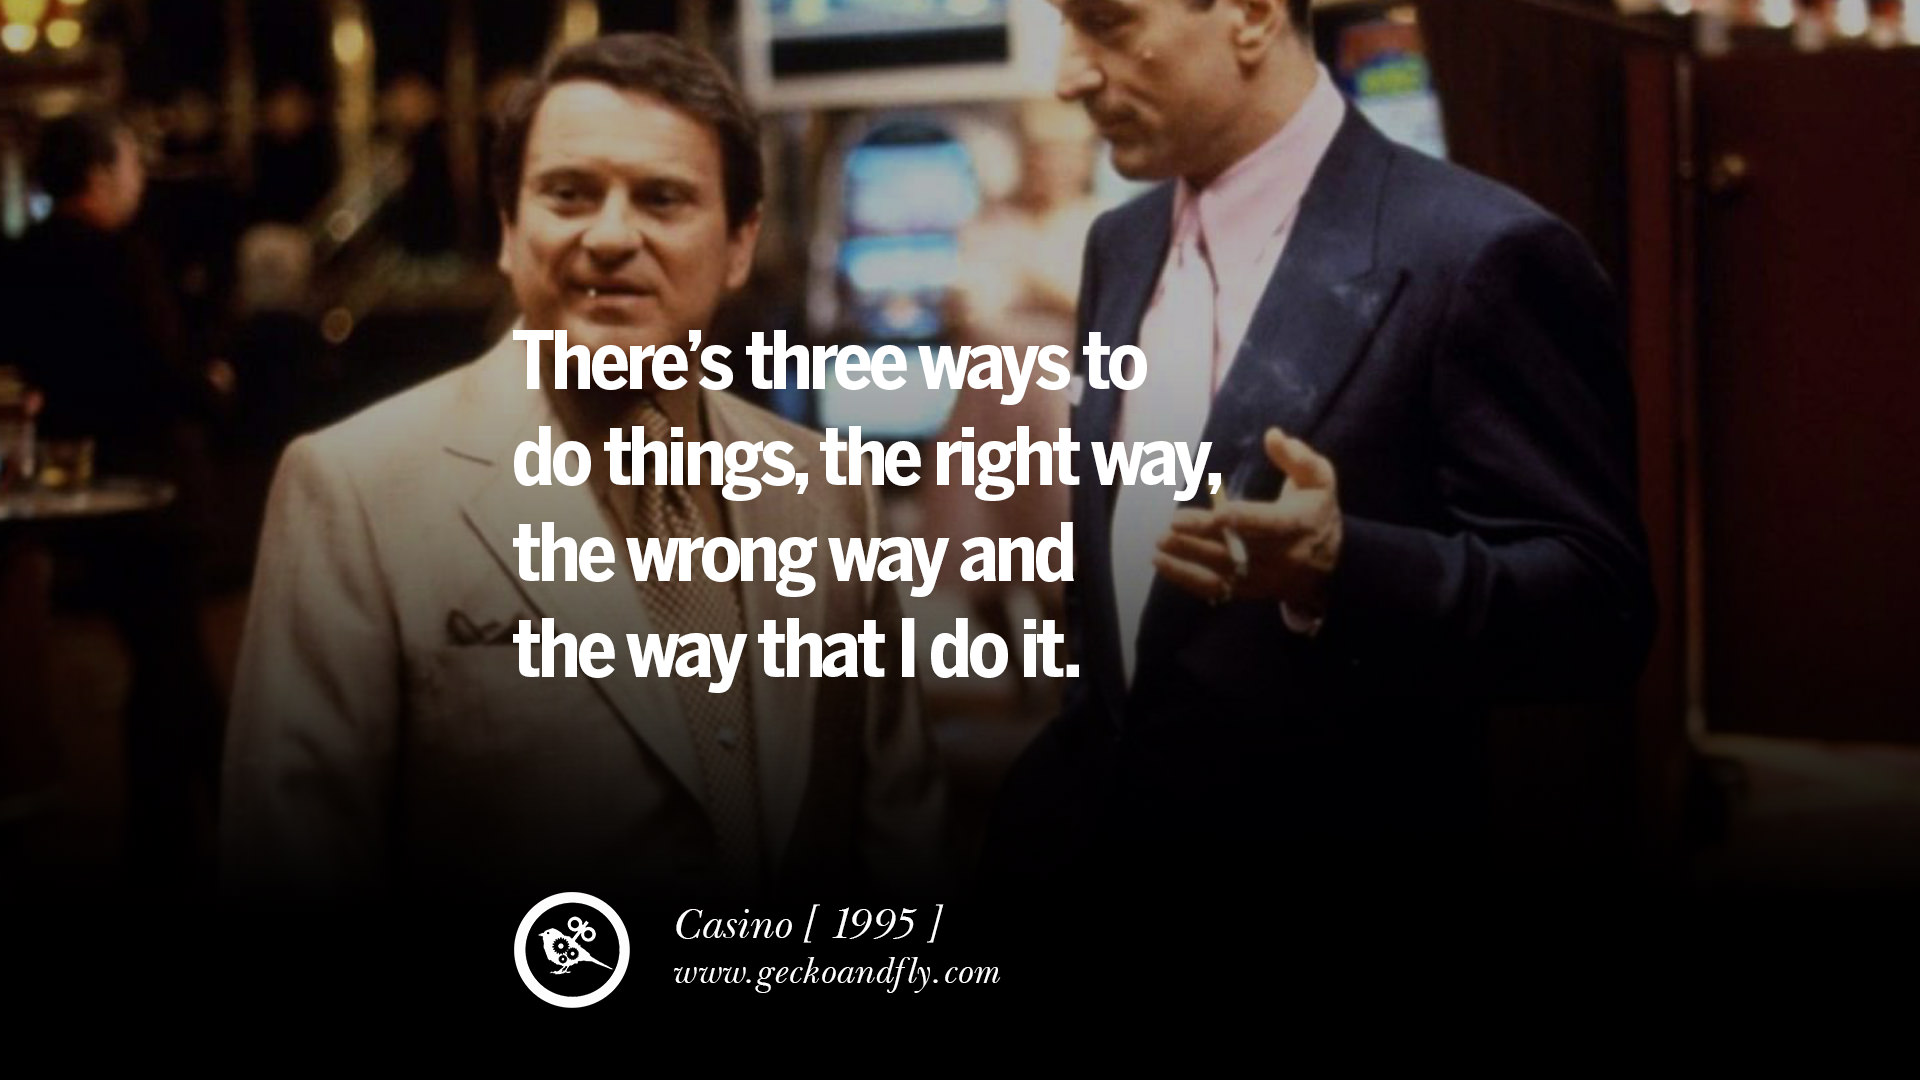 There’s three ways to
do things, the right way,
the wrong way and
the way that I do it.
Casino [ 1995 ]
www.geckoandfly.com